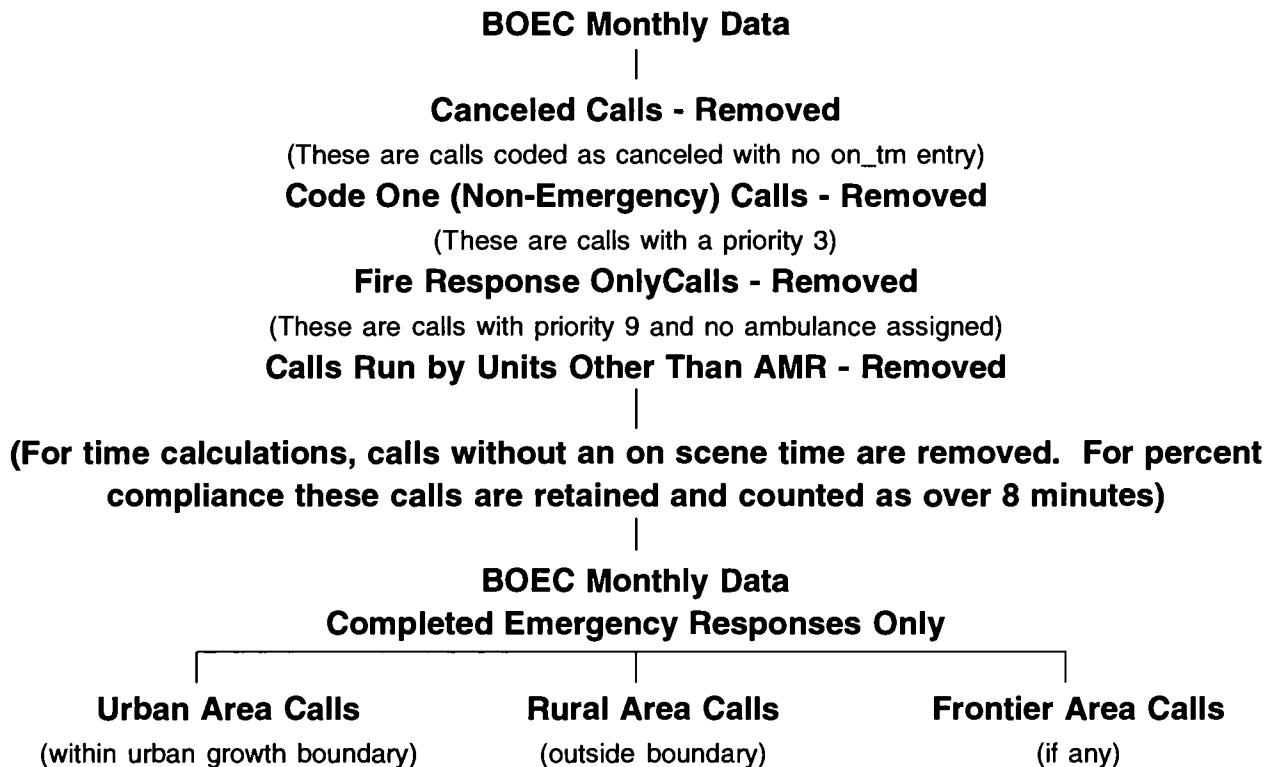 BOEC Monthly Data
Canceled Calls - Removed
(These are calls coded as canceled with no on_tm entry)
Code One (Non-Emergency) Calls - Removed
(These are calls with a priority 3)
Fire Response OnlyCalls - Removed
(These are calls with priority 9 and no ambulance assigned)
Calls Run by Units Other Than AMR - Removed
(For time calculations, calls without an on scene time are removed.  For percent
compliance these calls are retained and counted as over 8 minutes)
BOEC Monthly Data
Completed Emergency Responses Only
Urban Area Calls
Rural Area Calls
Frontier Area Calls
(within urban growth boundary)
(outside boundary)
(if any)